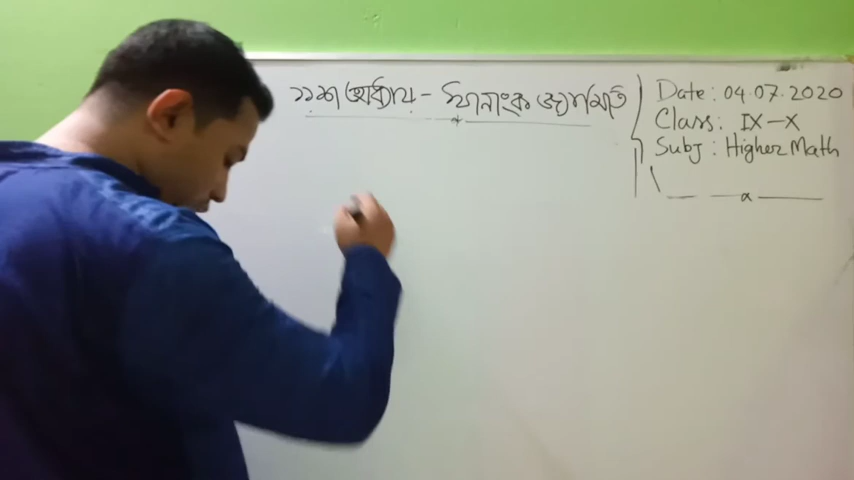 ১১শ অধ্যায় - স্থানাংক জ্যামিতি
Date: 04.07.2020
Class: IX-X
Subj: Higher Math